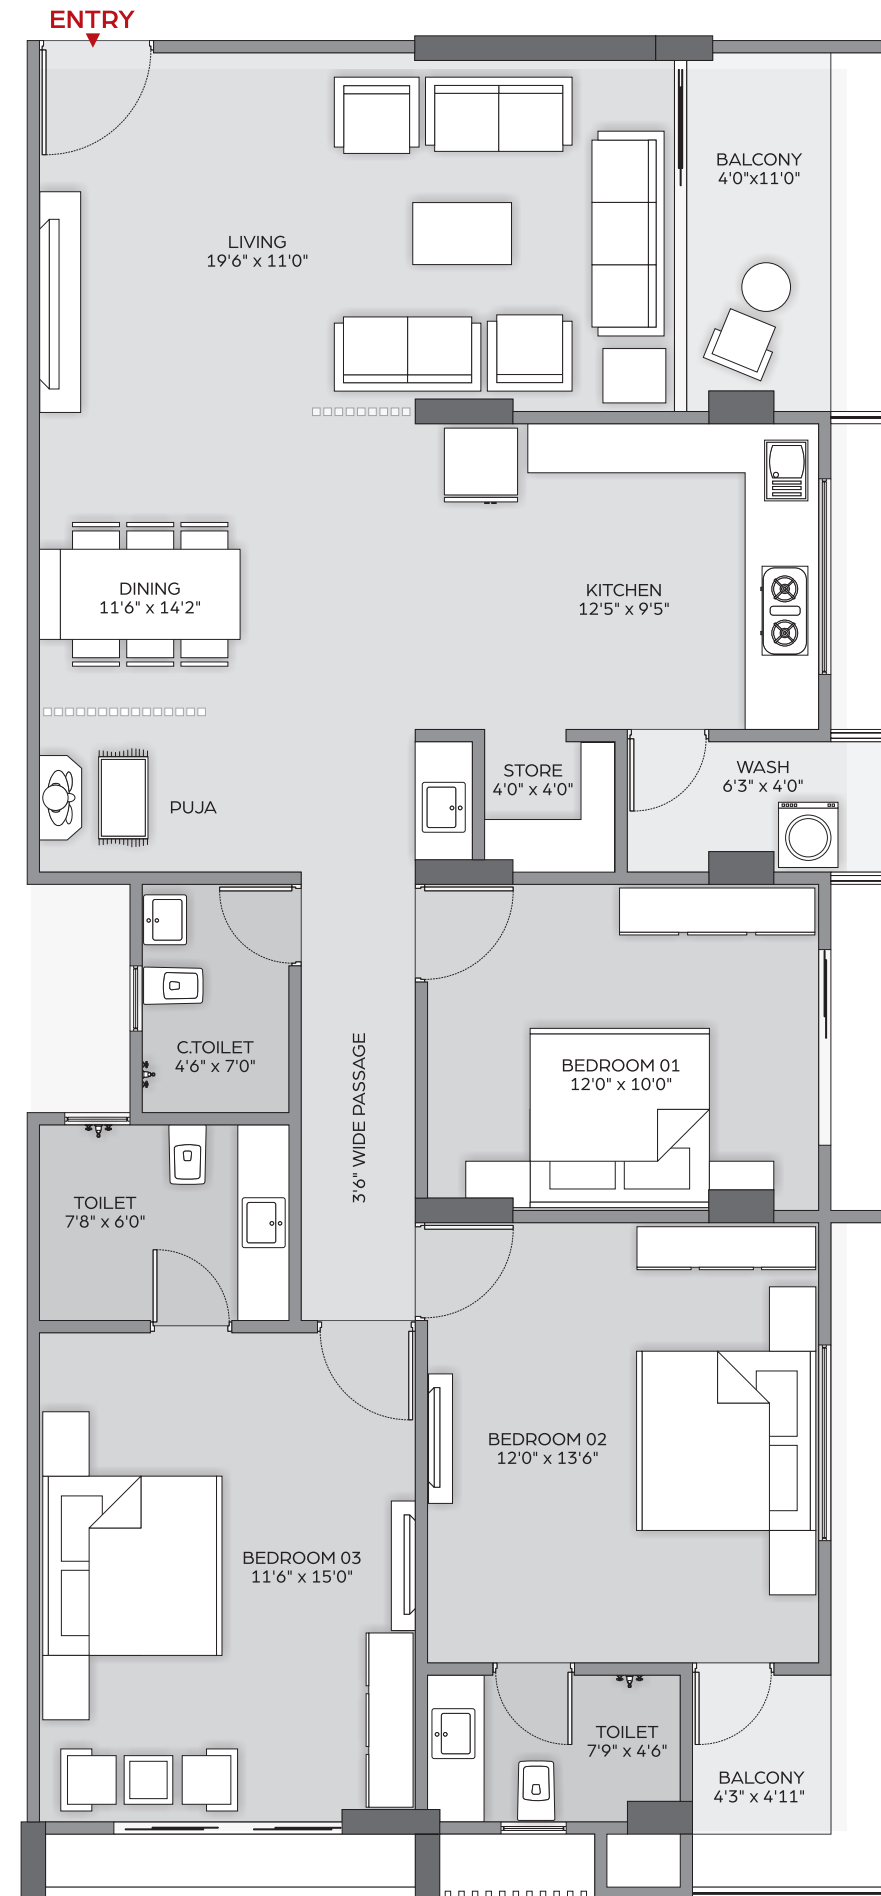 ENTRY
BALCONY
4'0"x11'0"
LIVING
19'6" x 11'0"
DINING
11'6" x 14'2"
KITCHEN
12'5" x 9'5"
STORE
4'0" x 4'0"
WASH
6'3" x 4'0"
PUJA
C.TOILET
4'6" x 7'0"
3'6" WIDE PASSAGE
BEDROOM 01
12'0" x 10'0"
TOILET
7'8" x 6'0"
BEDROOM 02
12'0" x 13'6"
BEDROOM 03
11'6" x 15'0"
TOILET
7'9" x 4'6"
BALCONY
4'3" x 4'11"